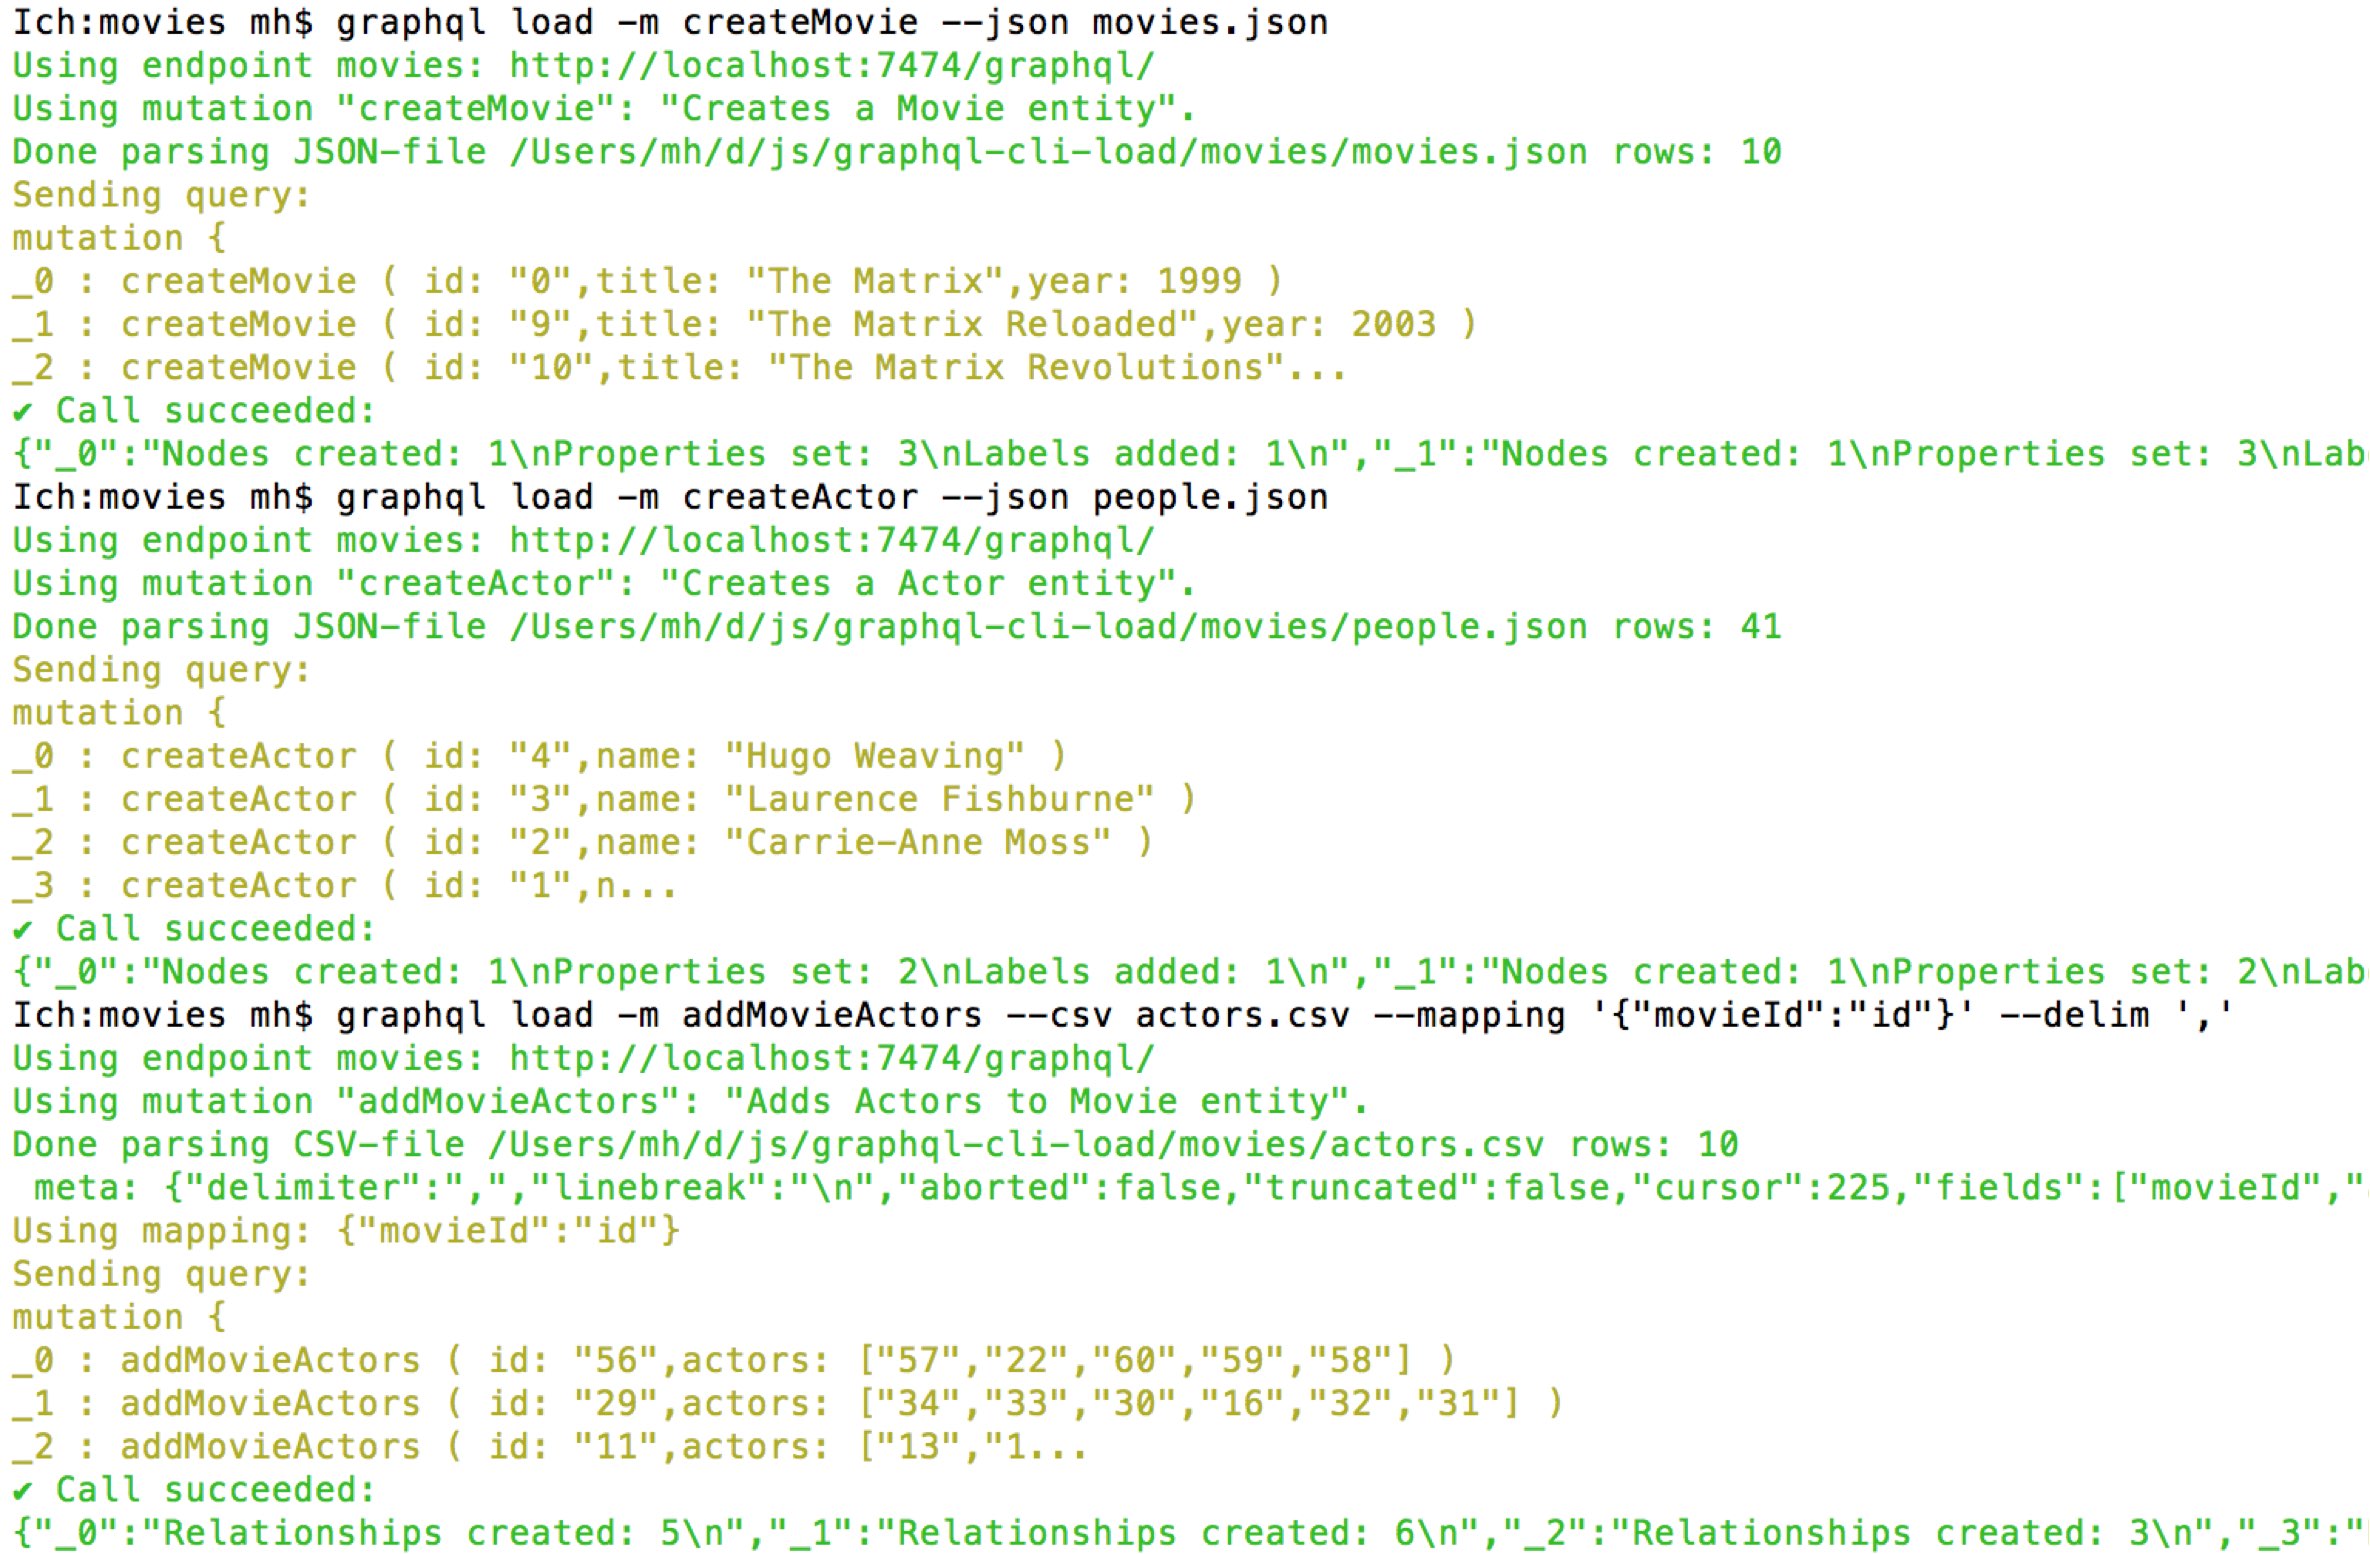 Ich:movies mh$ graphql load -m createMovie --json movies.json
Using endpoint movies: http://localhost:7474/graphql/
Using mutation "createMovie": "Creates a Movie entity".
Done parsing JSON-file /Users/mh/d/js/graphql-cli-load/movies/movies.json rows: 10
Sending query:
mutation {
_0 : createMovie ( id: "0",title: "The Matrix",year: 1999 )
_1 : createMovie ( id: "9",title: "The Matrix Reloaded",year: 2003 )
_2 : createMovie ( id: "10",title: "The Matrix Revolutions"...
✔ Call succeeded:
{"_0":"Nodes created: 1\nProperties set: 3\nLabels added: 1\n","_1":"Nodes created: 1\nProperties set: 3\nLab
Ich:movies mh$ graphql load -m createActor --json people.json
Using endpoint movies: http://localhost:7474/graphql/
Using mutation "createActor": "Creates a Actor entity".
Done parsing JSON-file /Users/mh/d/js/graphql-cli-load/movies/people.json rows: 41
Sending query:
mutation {
_0 : createActor ( id: "4",name: "Hugo Weaving" )
_1 : createActor ( id: "3",name: "Laurence Fishburne" )
_2 : createActor ( id: "2",name: "Carrie-Anne Moss" )
_3 : createActor ( id: "1",n...
✔ Call succeeded:
{"_0":"Nodes created: 1\nProperties set: 2\nLabels added: 1\n","_1":"Nodes created: 1\nProperties set: 2\nLab
Ich:movies mh$ graphql load -m addMovieActors --csv actors.csv --mapping '{"movieId":"id"}' --delim ','
Using endpoint movies: http://localhost:7474/graphql/
Using mutation "addMovieActors": "Adds Actors to Movie entity".
Done parsing CSV-file /Users/mh/d/js/graphql-cli-load/movies/actors.csv rows: 10
meta: {"delimiter":",","linebreak":"\n","aborted":false,"truncated":false,"cursor":225,"fields":["movieId","
Using mapping: {"movieId":"id"}
Sending query:
mutation {
_0 : addMovieActors ( id: "56",actors: ["57","22","60","59","58"] )
_1 : addMovieActors ( id: "29",actors: ["34","33","30","16","32","31"] )
_2 : addMovieActors ( id: "11",actors: ["13","1...
✔ Call succeeded:
{"_0":"Relationships created: 5\n","_1":"Relationships created: 6\n","_2":"Relationships created: 3\n","_3":"